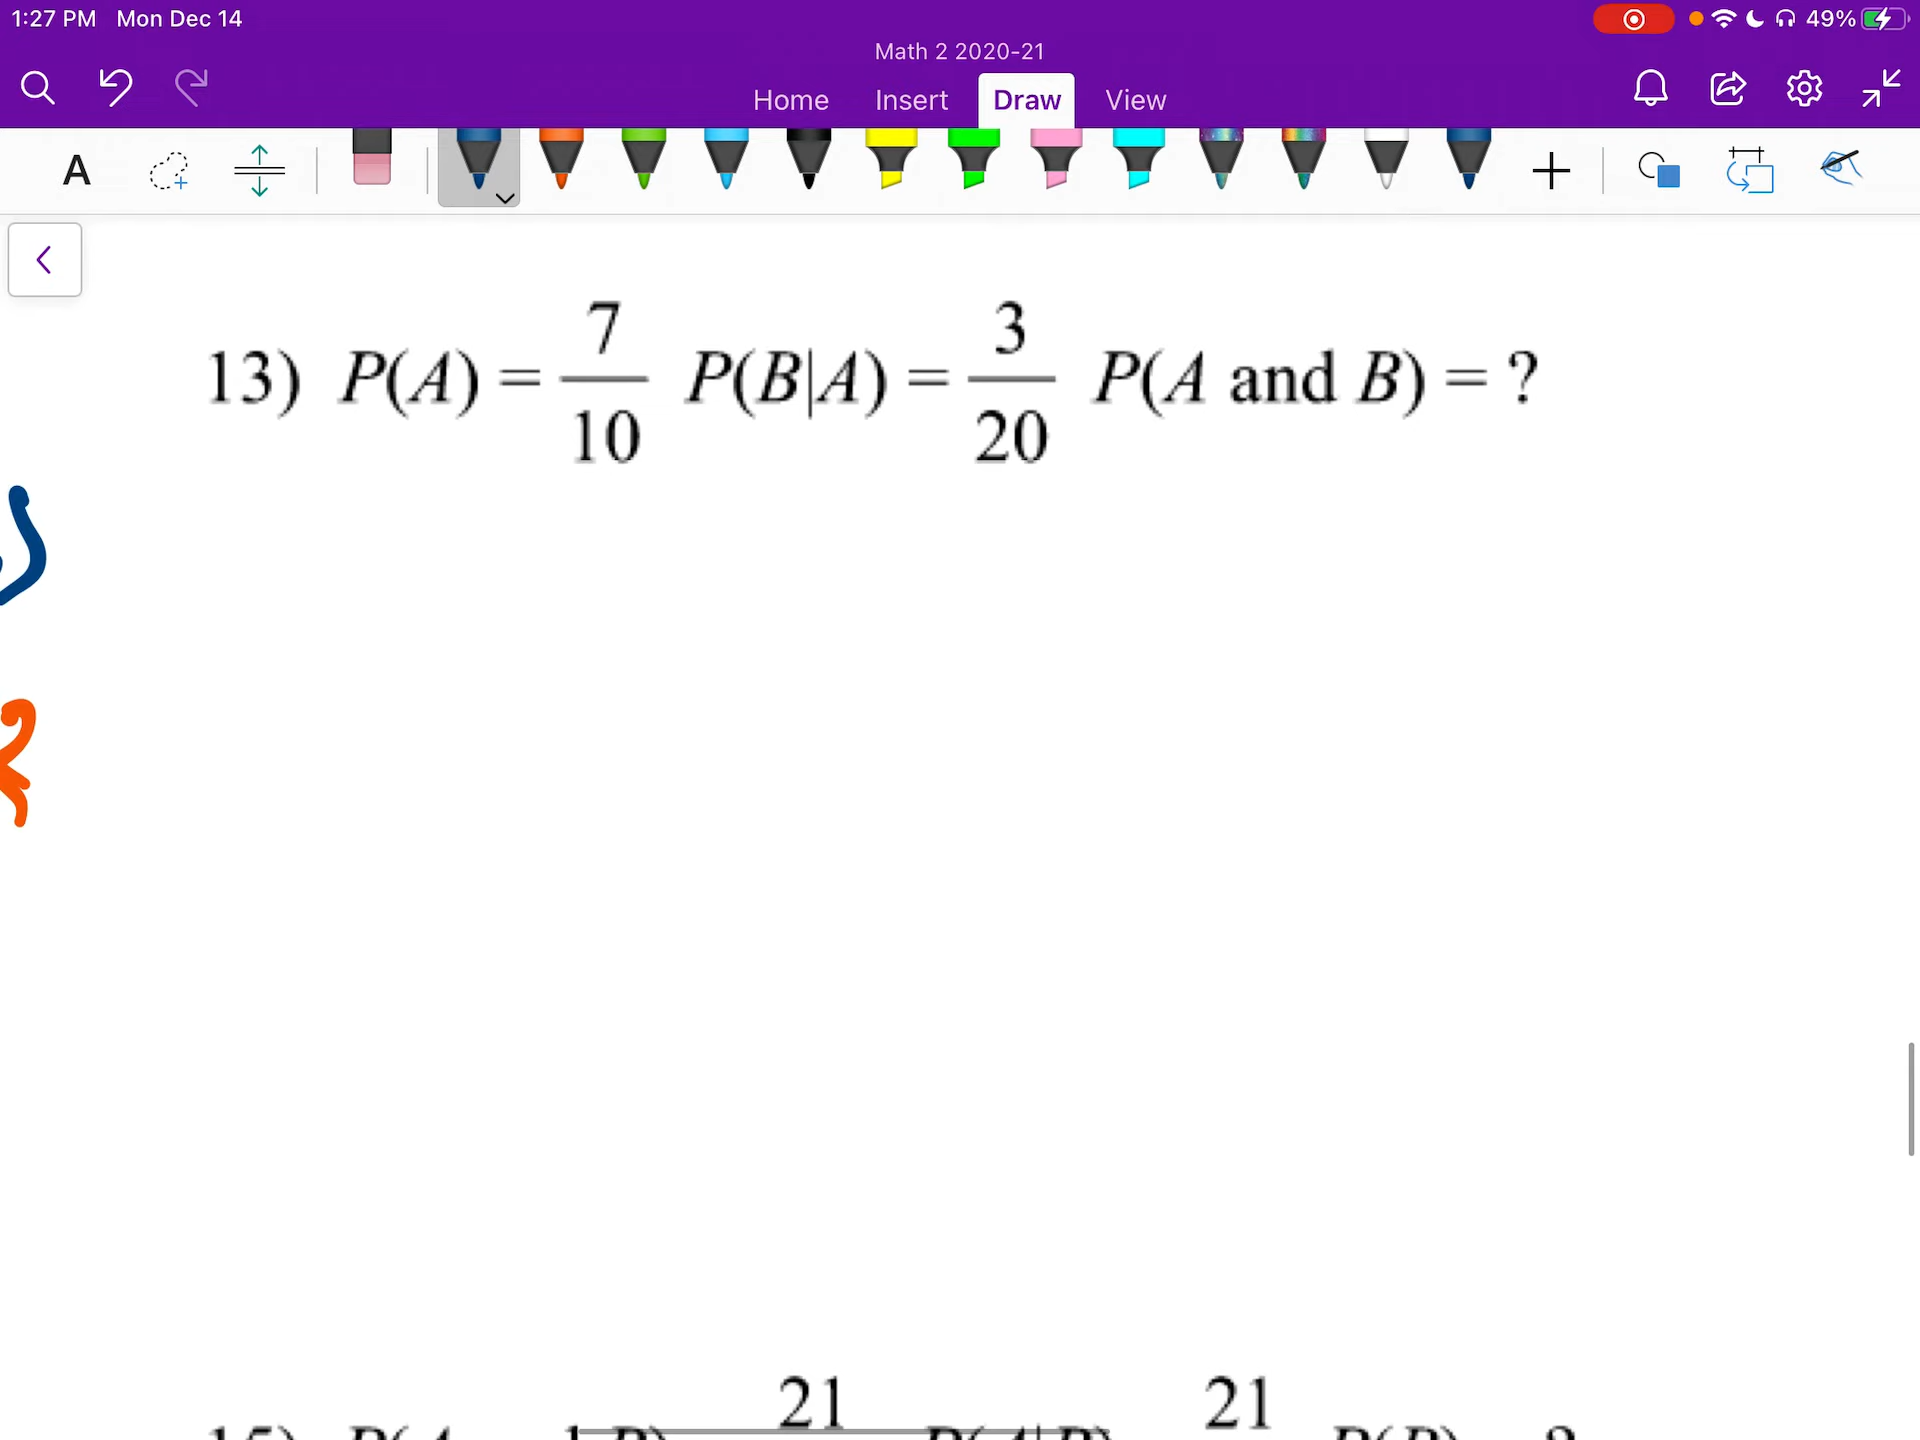 1:27 PM Mon Dec 14 49%
Math 2 2020-21
Home Insert Draw View
A
13) P(A) = 7/10 P(B|A) = 3/20 P(A and B) = ?
21 21